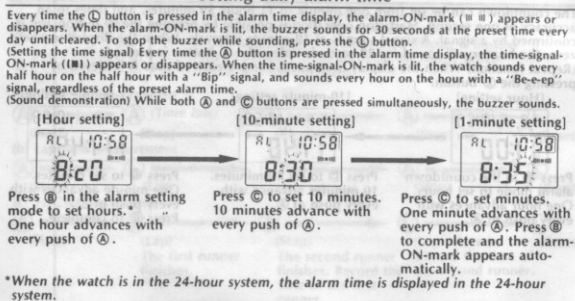 Every time the Ⓛ button is pressed in the alarm time display, the alarm-ON-mark ( ) appears or
disappears. When the alarm-ON-mark is lit, the buzzer sounds for 30 seconds at the preset time every
day until cleared. To stop the buzzer while sounding, press the Ⓛ button.
(Setting the time signal) Every time the Ⓐ button is pressed in the alarm time display, the time-signal-
ON-mark ( ) appears or disappears. When the time-signal-ON-mark is lit, the watch sounds every
half hour on the half hour with a "Bip" signal, and sounds every hour on the hour with a "Be-e-ep"
signal, regardless of the preset alarm time.
(Sound demonstration) While both Ⓐ and Ⓒ buttons are pressed simultaneously, the buzzer sounds.
[Hour setting]
AL 10:58
8:20
Press Ⓑ in the alarm setting
mode to set hours.*
One hour advances with
every push of Ⓐ.
[10-minute setting]
AL 10:58
8:30
Press Ⓒ to set 10 minutes.
10 minutes advance with
every push of Ⓐ.
[1-minute setting]
AL 10:58
8:35
Press Ⓒ to set minutes.
One minute advances with
every push of Ⓐ. Press Ⓑ
to complete and the alarm-
ON-mark appears auto-
matically.
*When the watch is in the 24-hour system, the alarm time is displayed in the 24-hour
system.